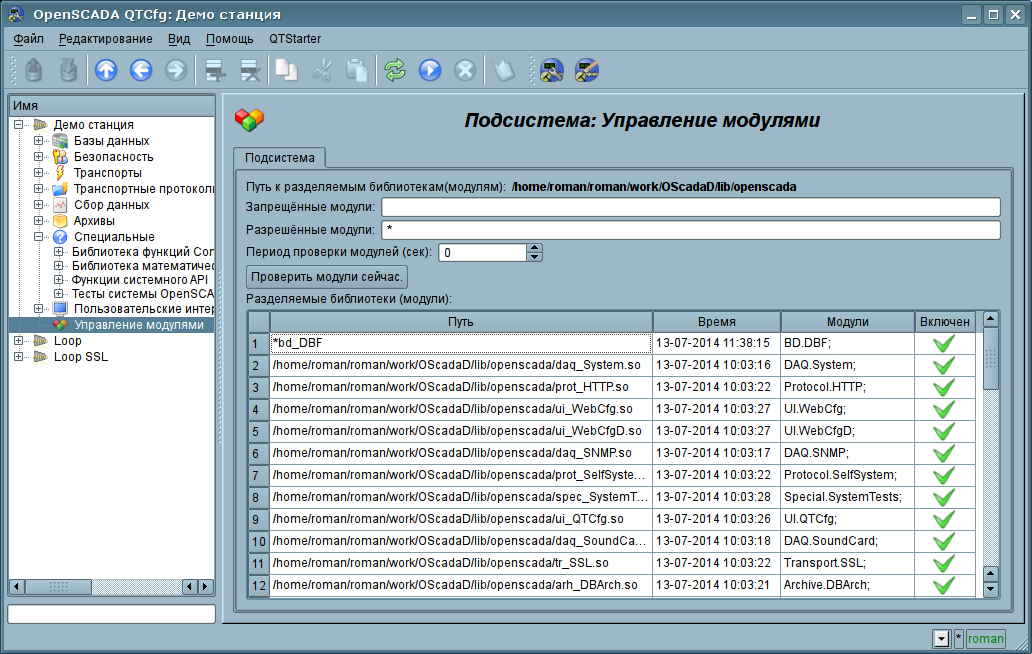 OpenSCADA QTCfg: Демо станция
Файл Редактирование Вид Помощь QTStarter
Имя
Демо станция
Базы данных
Безопасность
Транспорты
Транспортные протокол
Сбор данных
Архивы
Специальные
Библиотека функций Con
Библиотека математичес
Функции системного API
Тесты системы OpenSCA
Пользовательские интер
Управление модулями
Loop
Loop SSL
Подсистема: Управление модулями
Подсистема
Путь к разделяемым библиотекам(модулям): /home/roman/roman/work/OScadaD/lib/openscada
Запрещённые модули:
Разрешённые модули: *
Период проверки модулей (сек): 0
Проверить модули сейчас.
Разделяемые библиотеки (модули):
Путь Время Модули Включен
1 *bd_DBF 13-07-2014 11:38:15 BD.DBF;
2 /home/roman/roman/work/OScadaD/lib/openscada/daq_System.so 13-07-2014 10:03:16 DAQ.System;
3 /home/roman/roman/work/OScadaD/lib/openscada/prot_HTTP.so 13-07-2014 10:03:22 Protocol.HTTP;
4 /home/roman/roman/work/OScadaD/lib/openscada/ui_WebCfg.so 13-07-2014 10:03:27 UI.WebCfg;
5 /home/roman/roman/work/OScadaD/lib/openscada/ui_WebCfgD.so 13-07-2014 10:03:27 UI.WebCfgD;
6 /home/roman/roman/work/OScadaD/lib/openscada/daq_SNMP.so 13-07-2014 10:03:17 DAQ.SNMP;
7 /home/roman/roman/work/OScadaD/lib/openscada/prot_SelfSyste... 13-07-2014 10:03:22 Protocol.SelfSystem;
8 /home/roman/roman/work/OScadaD/lib/openscada/spec_SystemT... 13-07-2014 10:03:28 Special.SystemTests;
9 /home/roman/roman/work/OScadaD/lib/openscada/ui_QTCfg.so 13-07-2014 10:03:26 UI.QTCfg;
10 /home/roman/roman/work/OScadaD/lib/openscada/daq_SoundCa... 13-07-2014 10:03:18 DAQ.SoundCard;
11 /home/roman/roman/work/OScadaD/lib/openscada/tr_SSL.so 13-07-2014 10:03:22 Transport.SSL;
12 /home/roman/roman/work/OScadaD/lib/openscada/arh_DBArch.so 13-07-2014 10:03:21 Archive.DBArch;
* roman